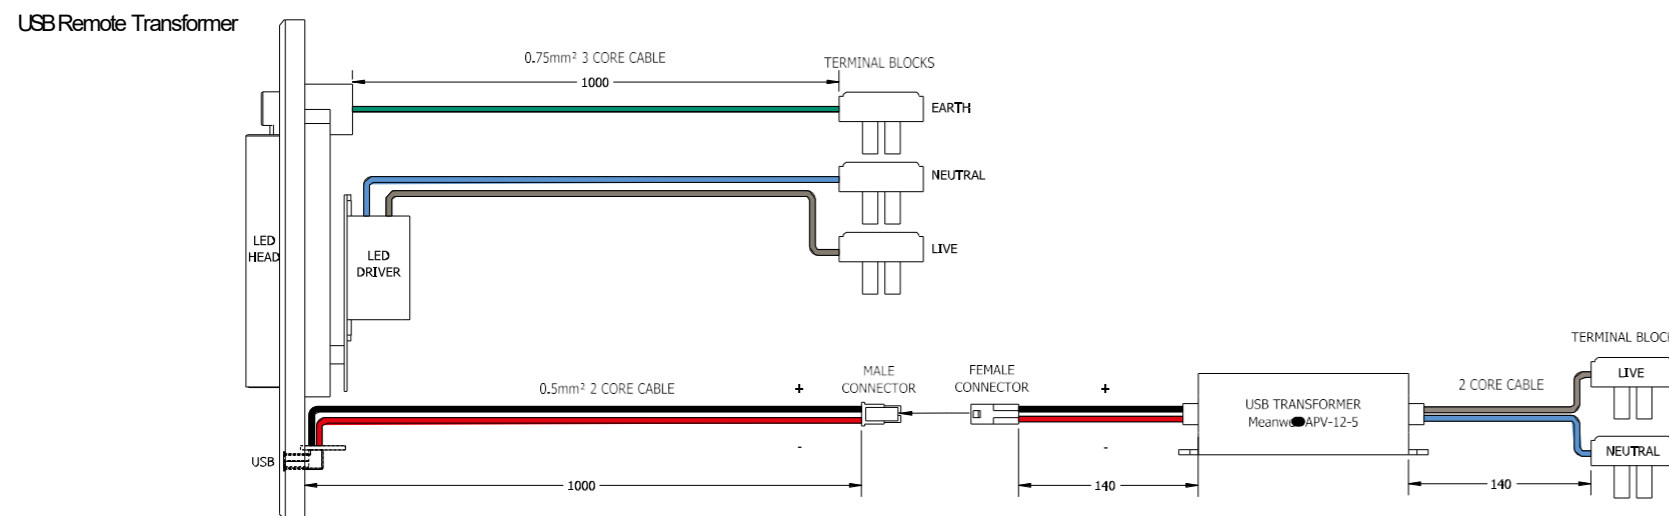 USB Remote Transformer
0.75mm² 3 CORE CABLE
1000
TERMINAL BLOCKS
EARTH
NEUTRAL
LIVE
LED
HEAD
LED
DRIVER
0.5mm² 2 CORE CABLE
+
-
MALE
CONNECTOR
FEMALE
CONNECTOR
+
-
USB TRANSFORMER
APV-12-5
2 CORE CABLE
TERMINAL
LIVE
NEUTRAL
USB
1000
140
140